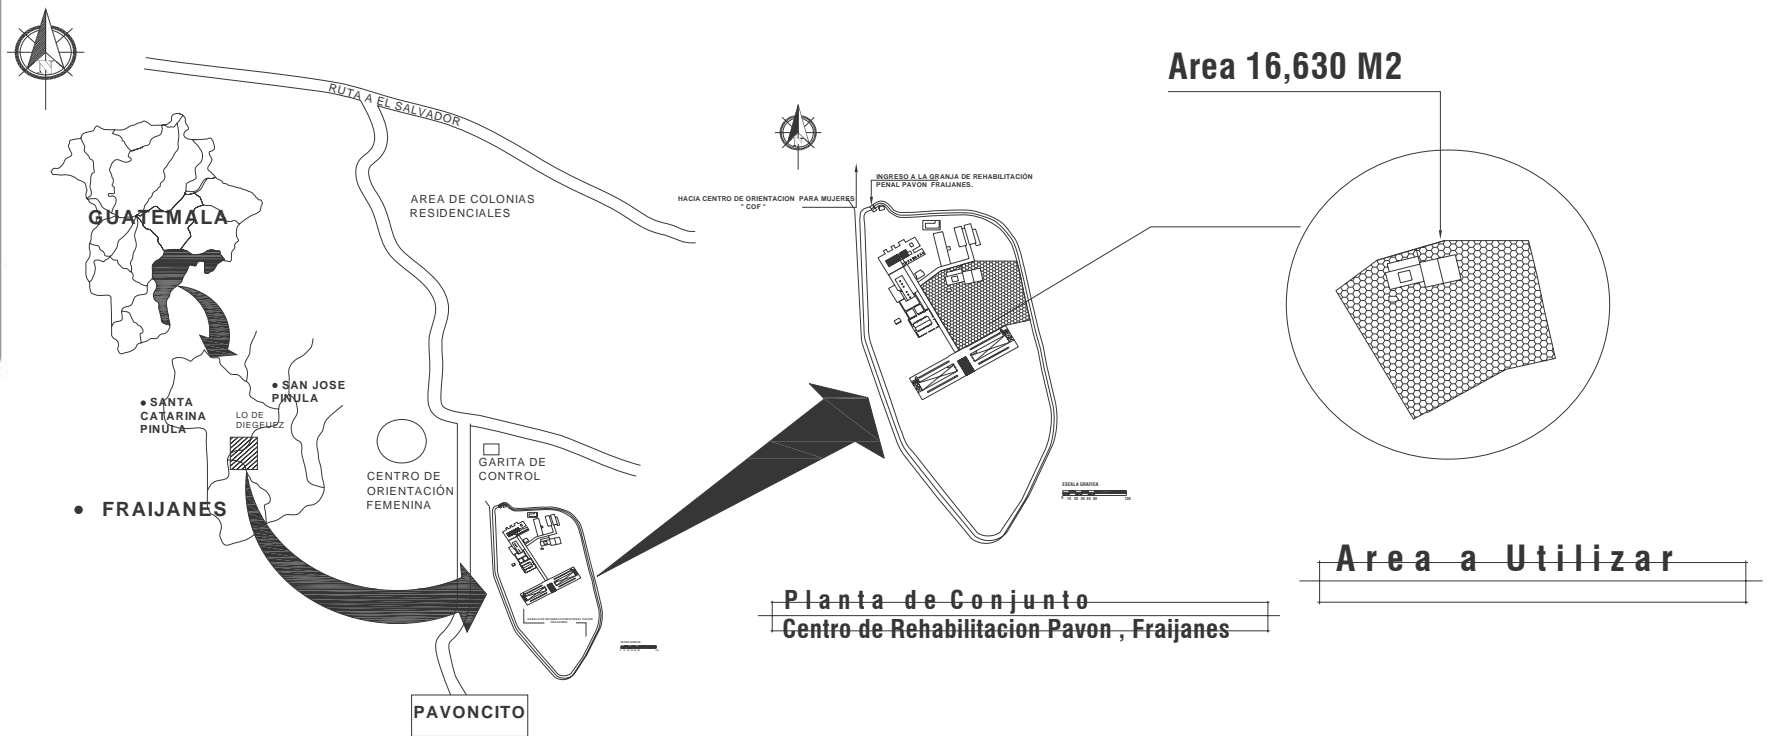 Area 16,630 M2
RUTA A EL SALVADOR
N
N
INGRESO A LA GRANJA DE REHABILITACIÓN
PENAL PAVON FRAIJANES.
HACIA CENTRO DE ORIENTACION PARA MUJERES
" COF "
AREA DE COLONIAS
RESIDENCIALES
GUATEMALA
• SAN JOSE
PINULA
• SANTA
CATARINA
PINULA
LO DE
DIEGEUEZ
CENTRO DE
ORIENTACIÓN
FEMENINA
GARITA DE
CONTROL
• FRAIJANES
ESCALA GRAFICA
Area a Utilizar
Planta de Conjunto
Centro de Rehabilitacion Pavon , Fraijanes
PAVONCITO